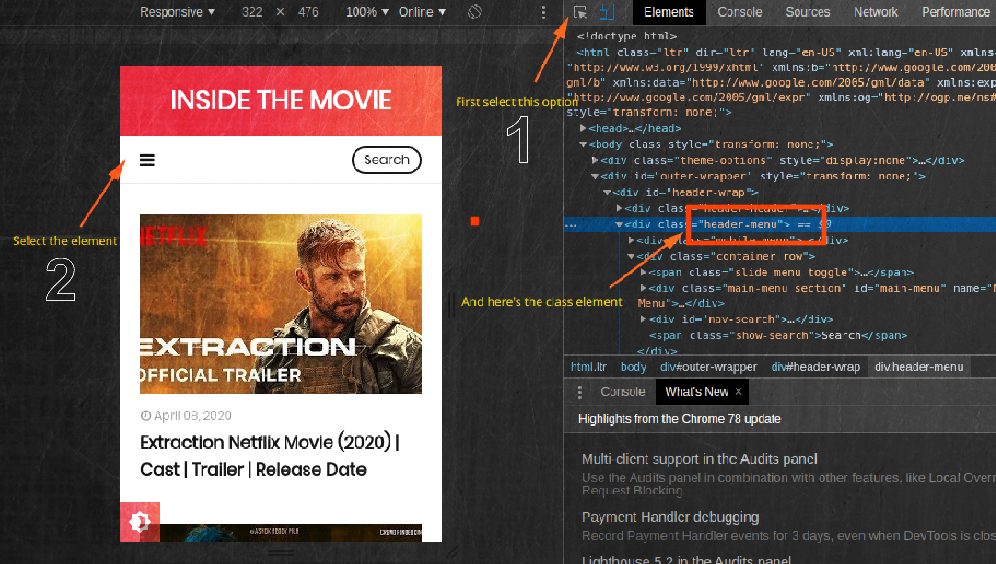 Responsive ▼ 322 × 476 100% ▼ Online ▼
Elements Console Sources Network Performance
First select this option
1
INSIDE THE MOVIE
Search
Select the element
2
NETFLIX
EXTRACTION
OFFICIAL TRAILER
April 08, 2020
Extraction Netflix Movie (2020) |
Cast | Trailer | Release Date
<!doctype html>
<html class="ltr" dir="ltr" lang="en-US" xml:lang="en-US" xmlns=
"http://www.w3.org/1999/xhtml" xmlns:b="http://www.google.com/200
gml/b" xmlns:data="http://www.google.com/2005/gml/data" xmlns:exp
"http://www.google.com/2005/gml/expr" xmlns:og="http://ogp.me/ns#
style="transform: none;">
▶<head>…</head>
▼<body class style="transform: none;">
▶<div class="theme-options" style="display:none">…</div>
▼<div id="outer-wrapper" style="transform: none;">
▼<div id="header-wrap">
▶<div class="header-header">…</div>
… ▼<div class="header-menu"> == $0
▶<div class="mobile-menu">…</div>
▼<div class="container row">
▶<span class="slide-menu-toggle">…</span>
▶<div class="main-menu section" id="main-menu" name="
Menu">…</div>
▶<div id="nav-search">…</div>
<span class="show-search">Search</span>
</div>
And here's the class element
html.ltr body div#outer-wrapper div#header-wrap div.header-menu
Console What's New ×
Highlights from the Chrome 78 update
Multi-client support in the Audits panel
Use the Audits panel in combination with other features, like Local Over
Request Blocking.
Payment Handler debugging
Record Payment Handler events for 3 days, even when DevTools is clos
Lighthouse 5.2 in the Audits panel